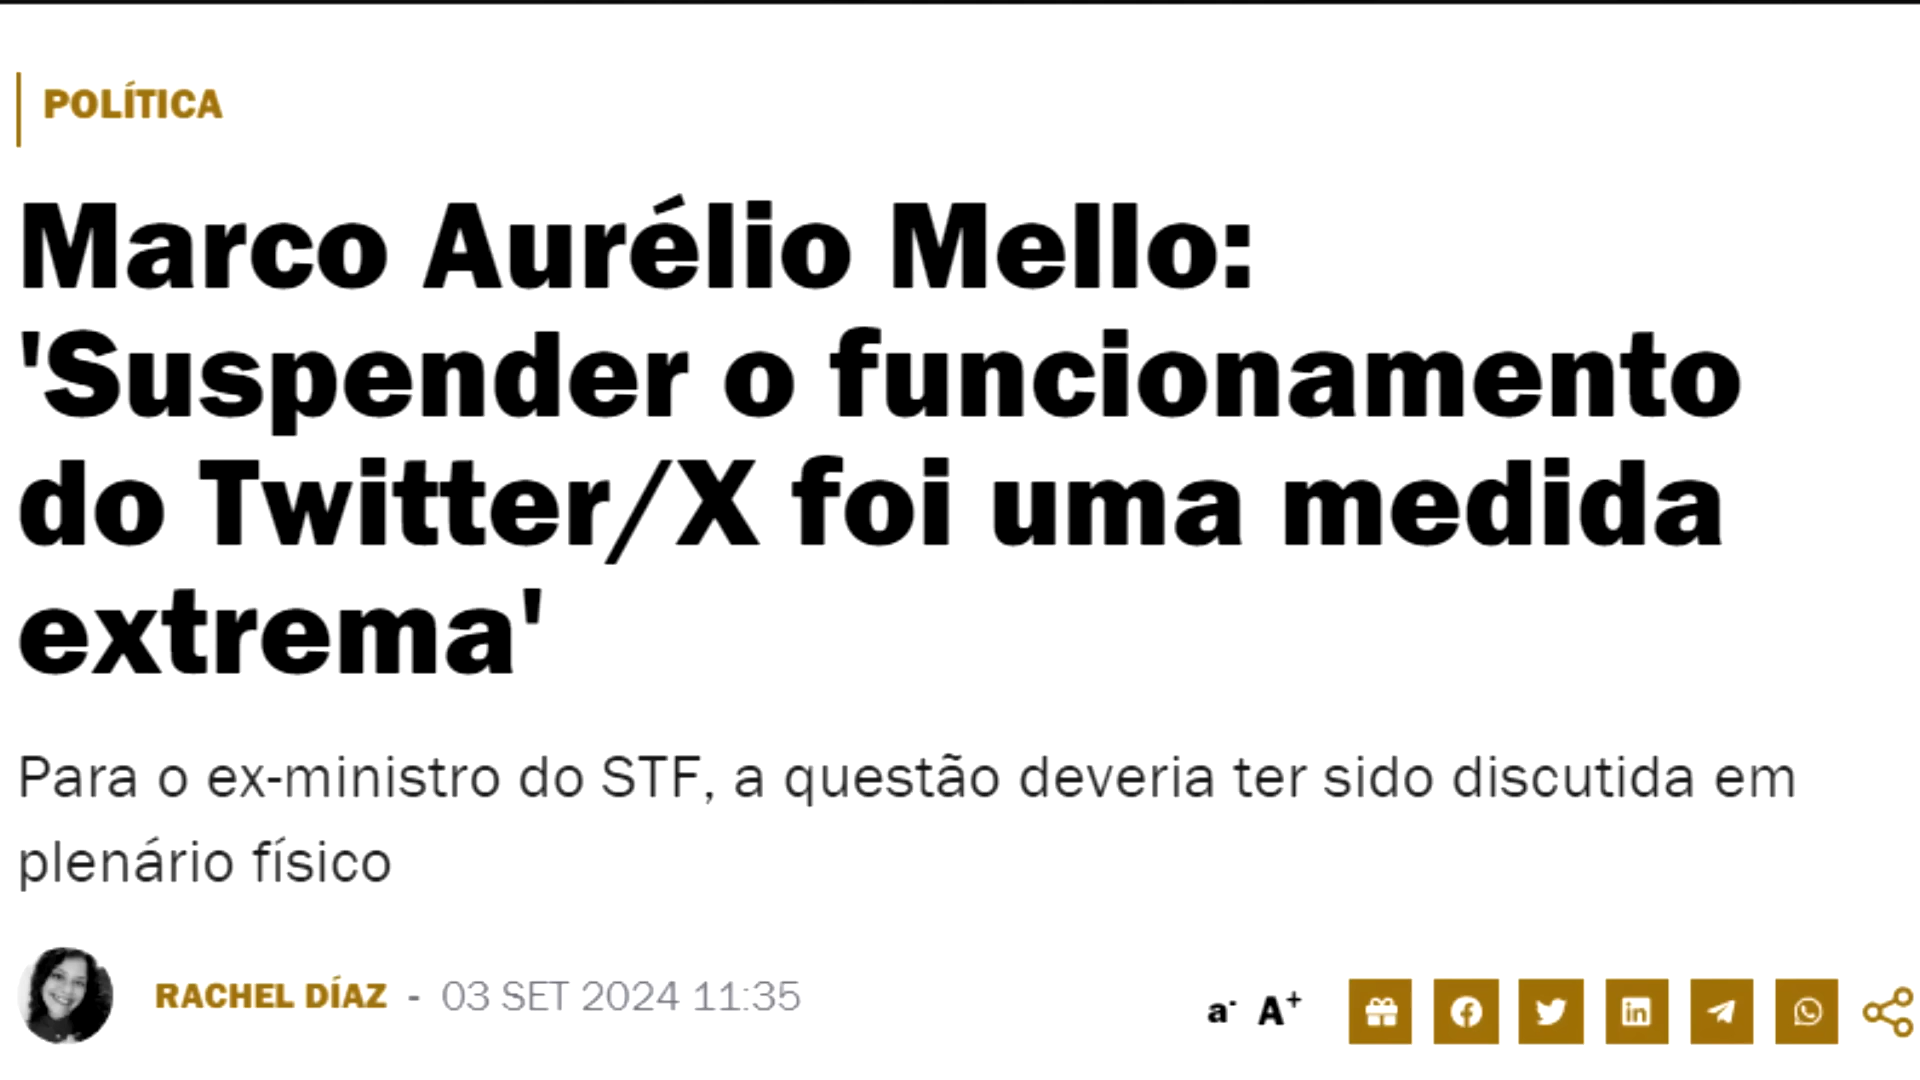 POLÍTICA
Marco Aurélio Mello:
'Suspender o funcionamento
do Twitter/X foi uma medida
extrema'
Para o ex-ministro do STF, a questão deveria ter sido discutida em
plenário físico
RACHEL DÍAZ - 03 SET 2024 11:35
a- A+